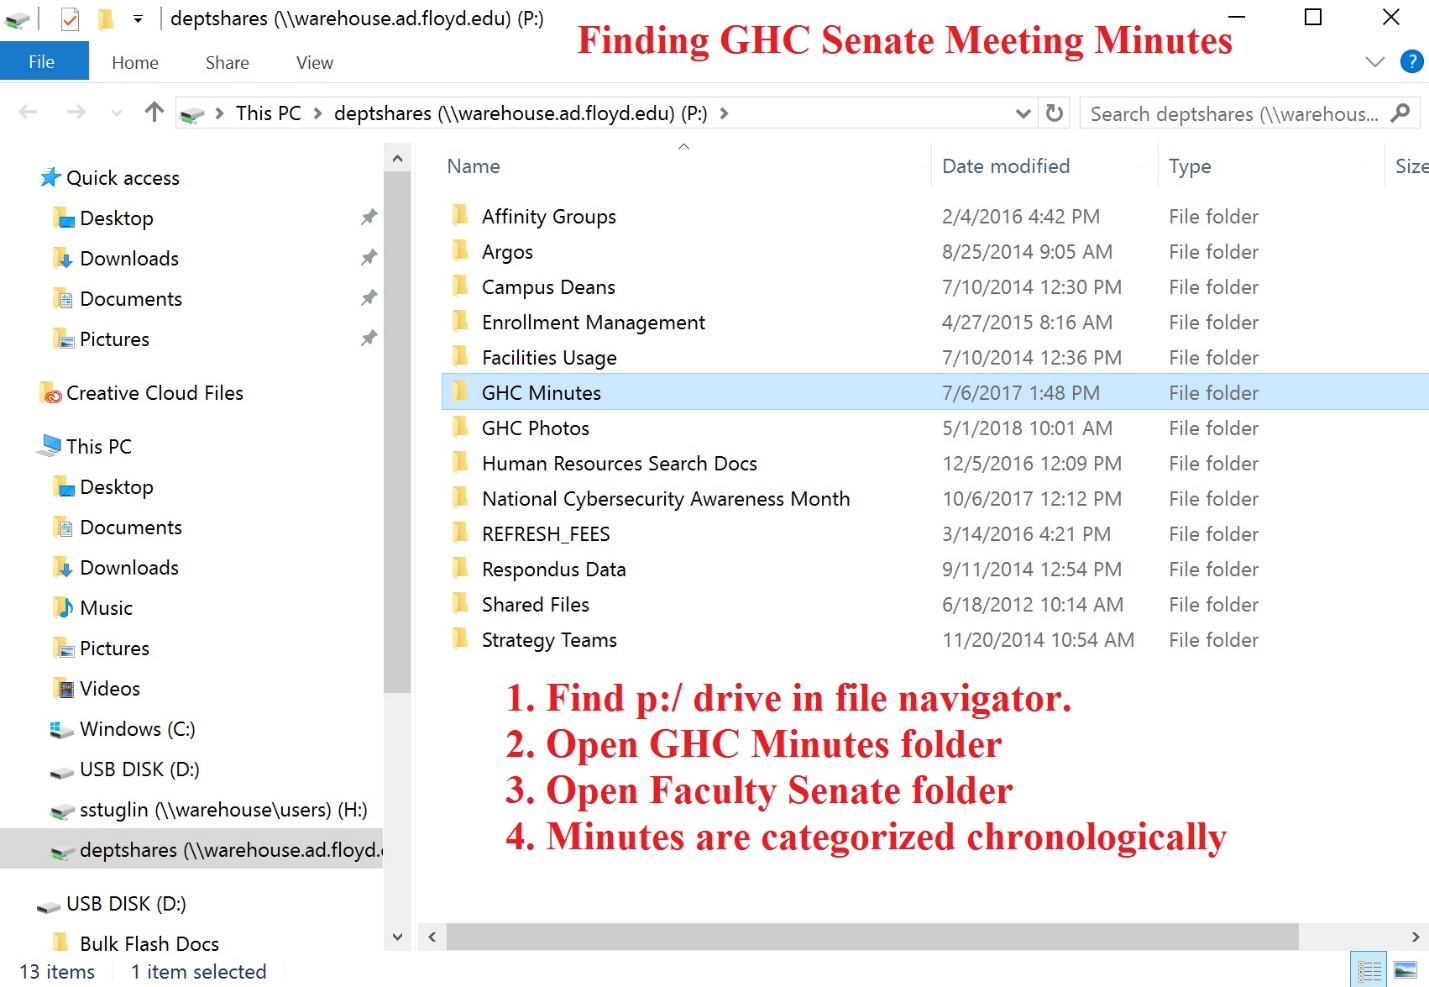 deptshares (\\warehouse.ad.floyd.edu) (P:)
Finding GHC Senate Meeting Minutes
File Home Share View ?
This PC deptshares (\\warehouse.ad.floyd.edu) (P:) Search deptshares (\\warehous...
Quick access
Desktop
Downloads
Documents
Pictures
Creative Cloud Files
This PC
Desktop
Documents
Downloads
Music
Pictures
Videos
Windows (C:)
USB DISK (D:)
sstuglin (\\warehouse\users) (H:)
deptshares (\\warehouse.ad.floyd.
USB DISK (D:)
Bulk Flash Docs
Name Date modified Type Size
Affinity Groups 2/4/2016 4:42 PM File folder
Argos 8/25/2014 9:05 AM File folder
Campus Deans 7/10/2014 12:30 PM File folder
Enrollment Management 4/27/2015 8:16 AM File folder
Facilities Usage 7/10/2014 12:36 PM File folder
GHC Minutes 7/6/2017 1:48 PM File folder
GHC Photos 5/1/2018 10:01 AM File folder
Human Resources Search Docs 12/5/2016 12:09 PM File folder
National Cybersecurity Awareness Month 10/6/2017 12:12 PM File folder
REFRESH_FEES 3/14/2016 4:21 PM File folder
Respondus Data 9/11/2014 12:54 PM File folder
Shared Files 6/18/2012 10:14 AM File folder
Strategy Teams 11/20/2014 10:54 AM File folder
1. Find p:/ drive in file navigator.
2. Open GHC Minutes folder
3. Open Faculty Senate folder
4. Minutes are categorized chronologically
13 items 1 item selected